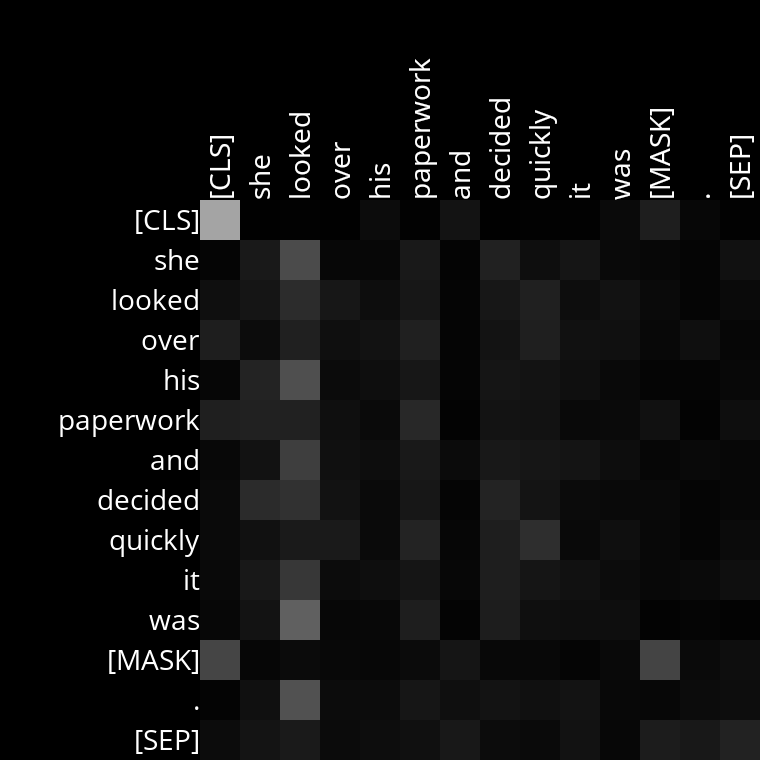 [CLS] she looked over his paperwork and decided quickly it was [MASK] . [SEP]
[CLS]
she
looked
over
his
paperwork
and
decided
quickly
it
was
[MASK]
.
[SEP]